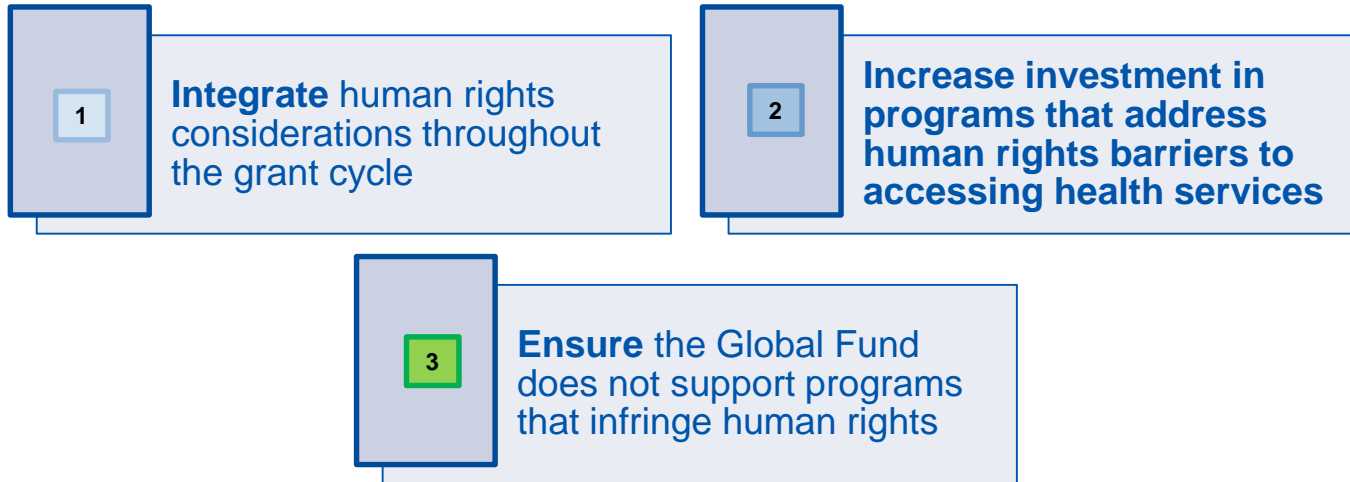 1
Integrate human rights
considerations throughout
the grant cycle
2
Increase investment in
programs that address
human rights barriers to
accessing health services
3
Ensure the Global Fund
does not support programs
that infringe human rights